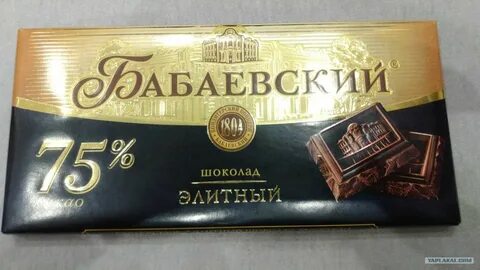 БАБАЕВСКИЙ®
1804
75%
какао
ШОКОЛАД
ЭЛИТНЫЙ
YAPLAKAL.COM